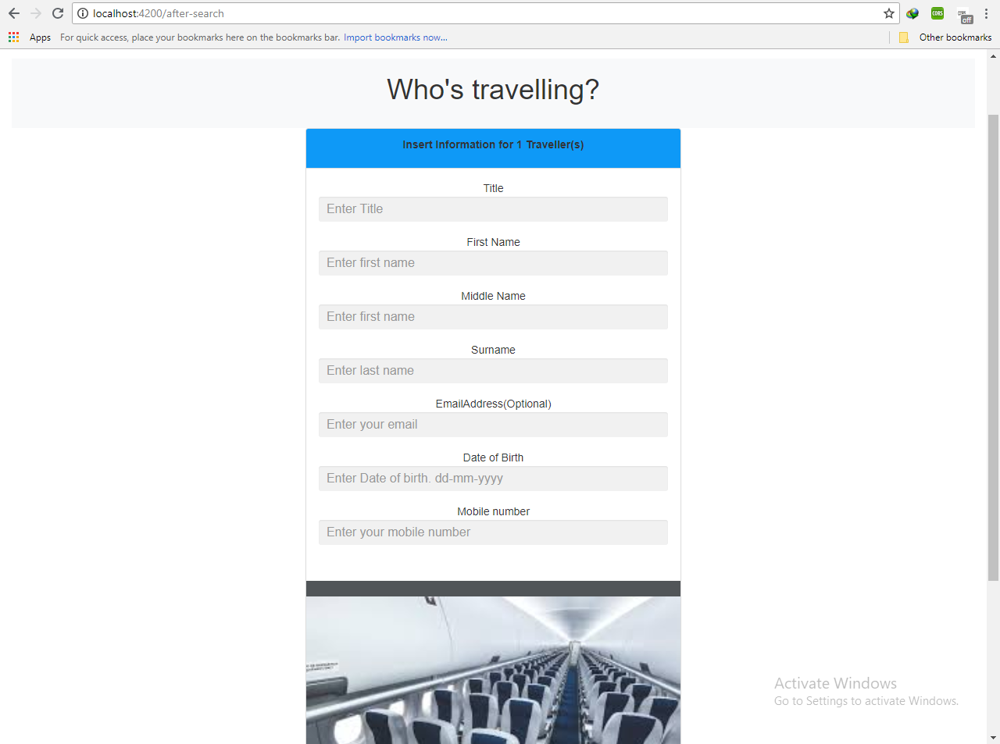 localhost:4200/after-search
CORS
off
Apps For quick access, place your bookmarks here on the bookmarks bar. Import bookmarks now... Other bookmarks
Who's travelling?
Insert Information for 1 Traveller(s)
Title
Enter Title
First Name
Enter first name
Middle Name
Enter first name
Surname
Enter last name
EmailAddress(Optional)
Enter your email
Date of Birth
Enter Date of birth. dd-mm-yyyy
Mobile number
Enter your mobile number
Activate Windows
Go to Settings to activate Windows.